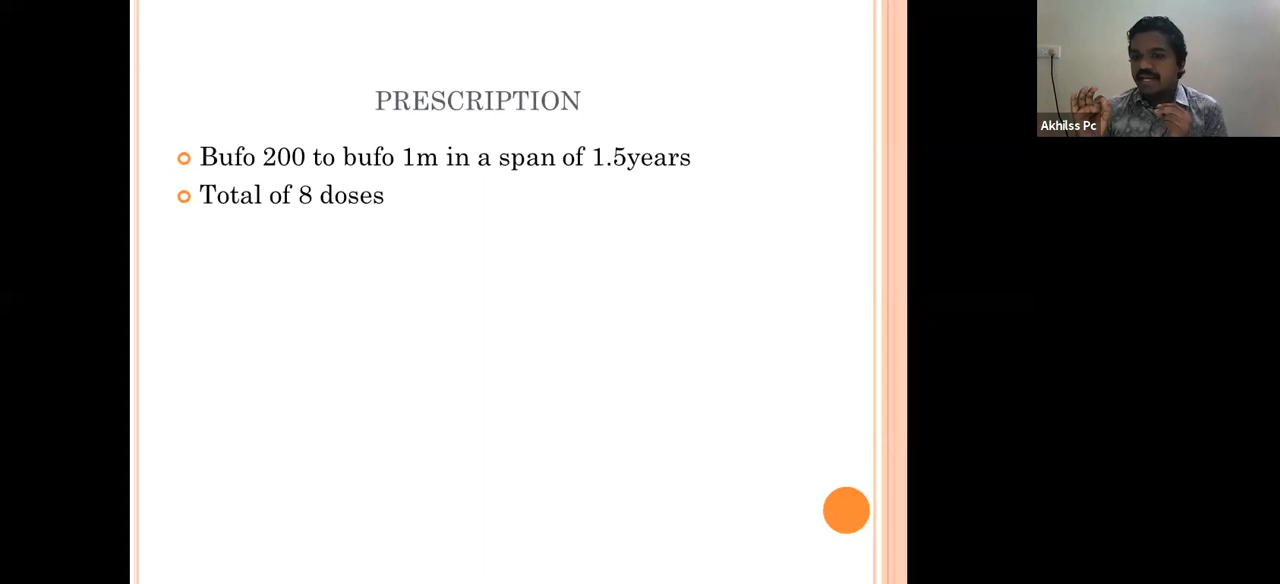 PRESCRIPTION
Bufo 200 to bufo 1m in a span of 1.5years
Total of 8 doses
Akhilss Pc